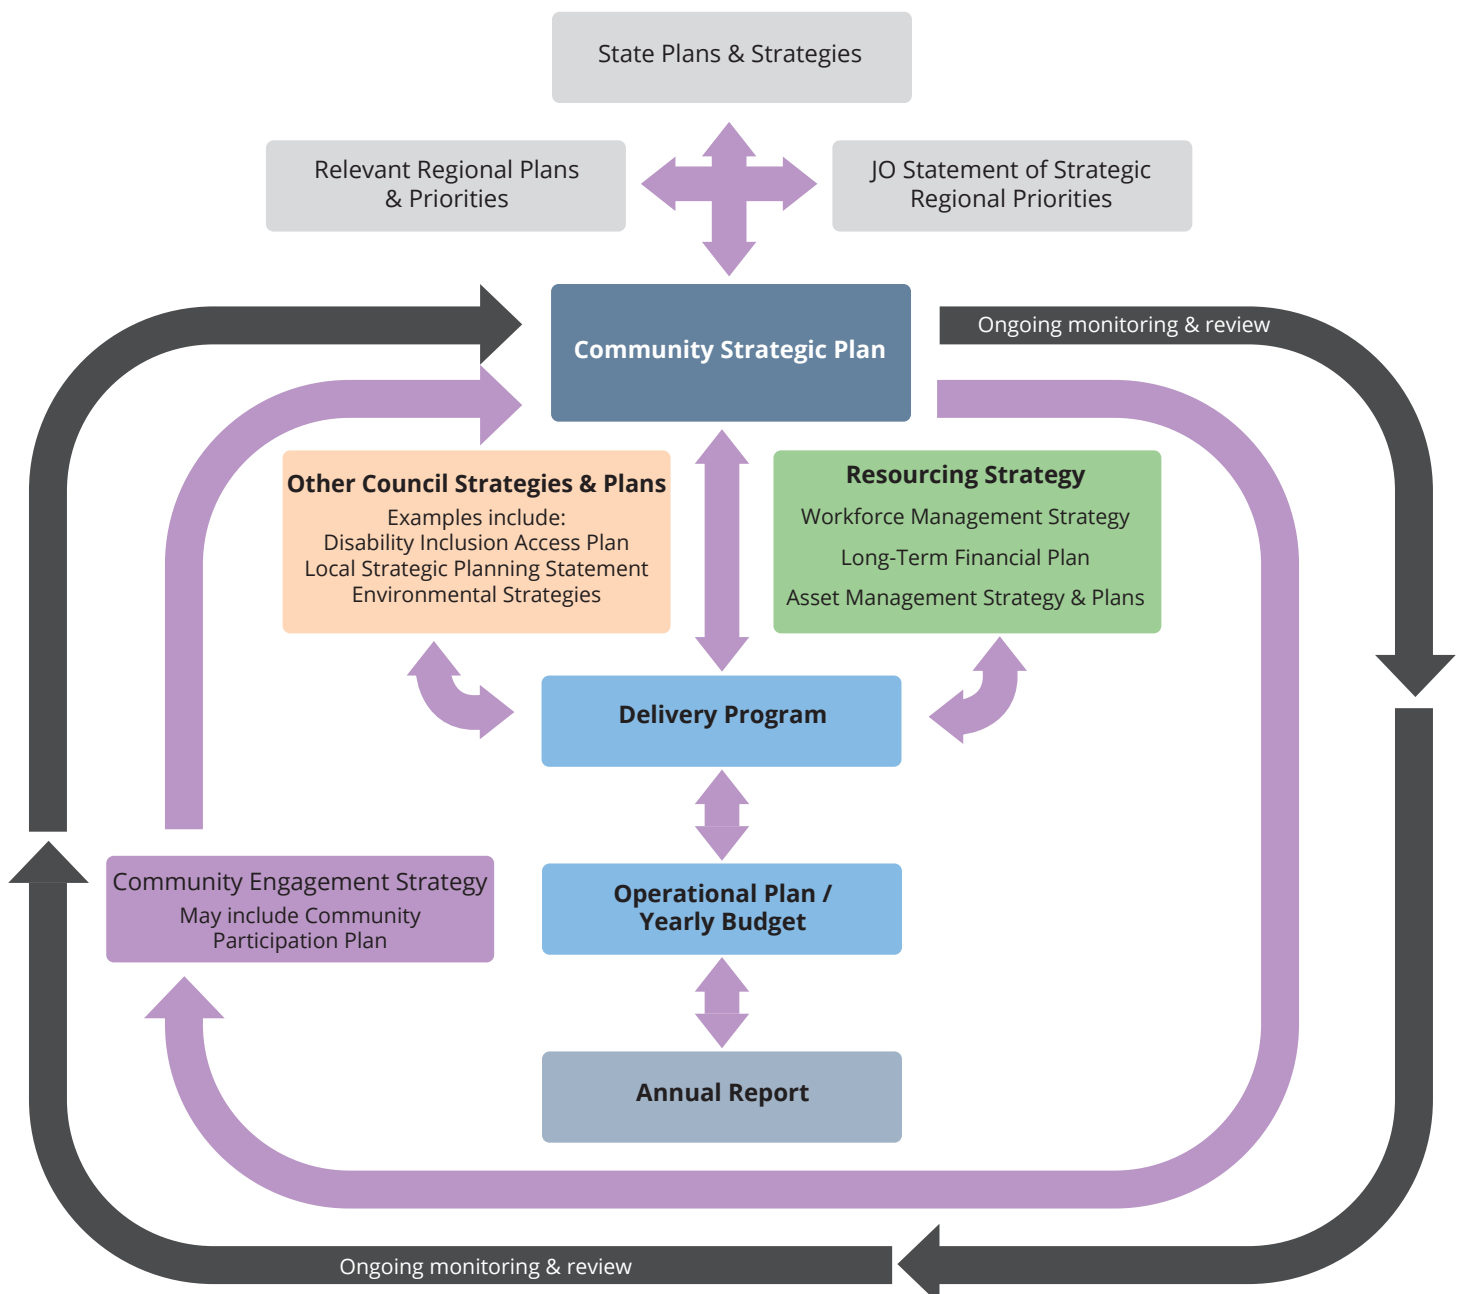 State Plans & Strategies
Relevant Regional Plans
& Priorities
JO Statement of Strategic
Regional Priorities
Community Strategic Plan
Ongoing monitoring & review
Other Council Strategies & Plans
Examples include:
Disability Inclusion Access Plan
Local Strategic Planning Statement
Environmental Strategies
Resourcing Strategy
Workforce Management Strategy
Long-Term Financial Plan
Asset Management Strategy & Plans
Delivery Program
Community Engagement Strategy
May include Community
Participation Plan
Operational Plan /
Yearly Budget
Annual Report
Ongoing monitoring & review